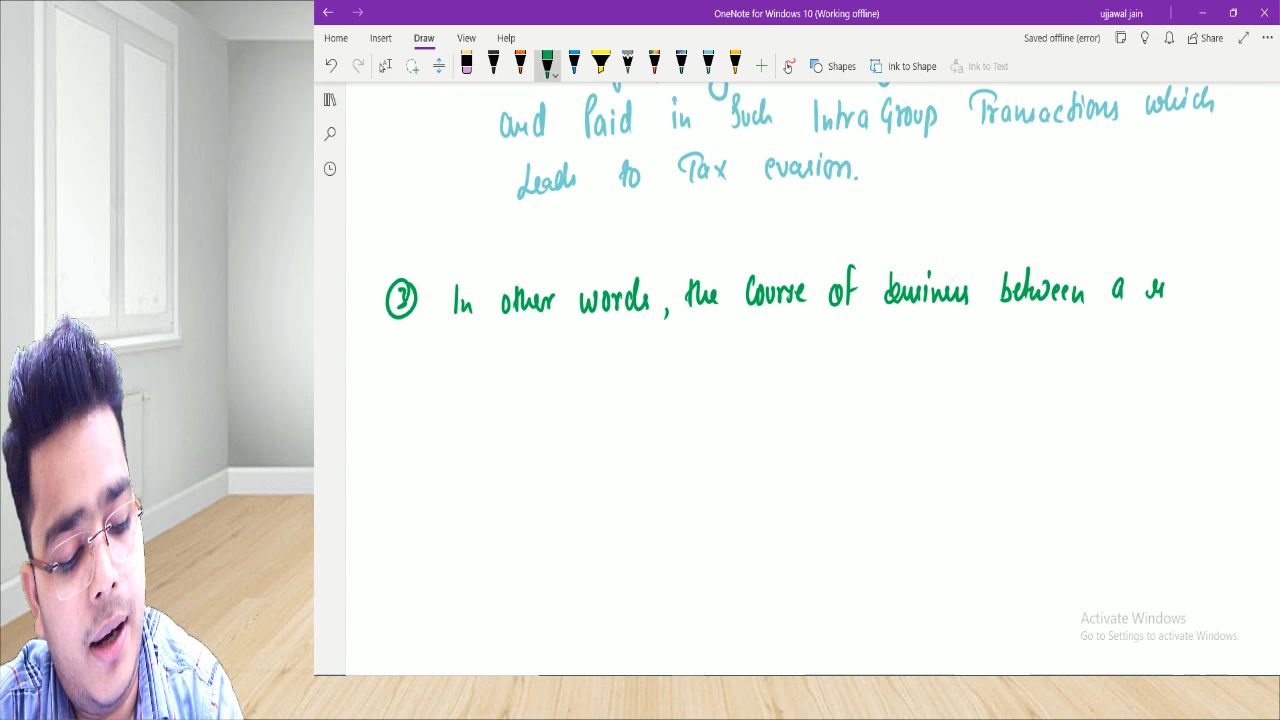 OneNote for Windows 10 (Working offline)
ujjawal jain
Home Insert Draw View Help
Saved offline (error) Share
Shapes Ink to Shape Ink to Text
and Paid in Such Intra Group Transactions which
Leads to Tax evasion.
③ In other words, the Course of business between a
Activate Windows
Go to Settings to activate Windows.